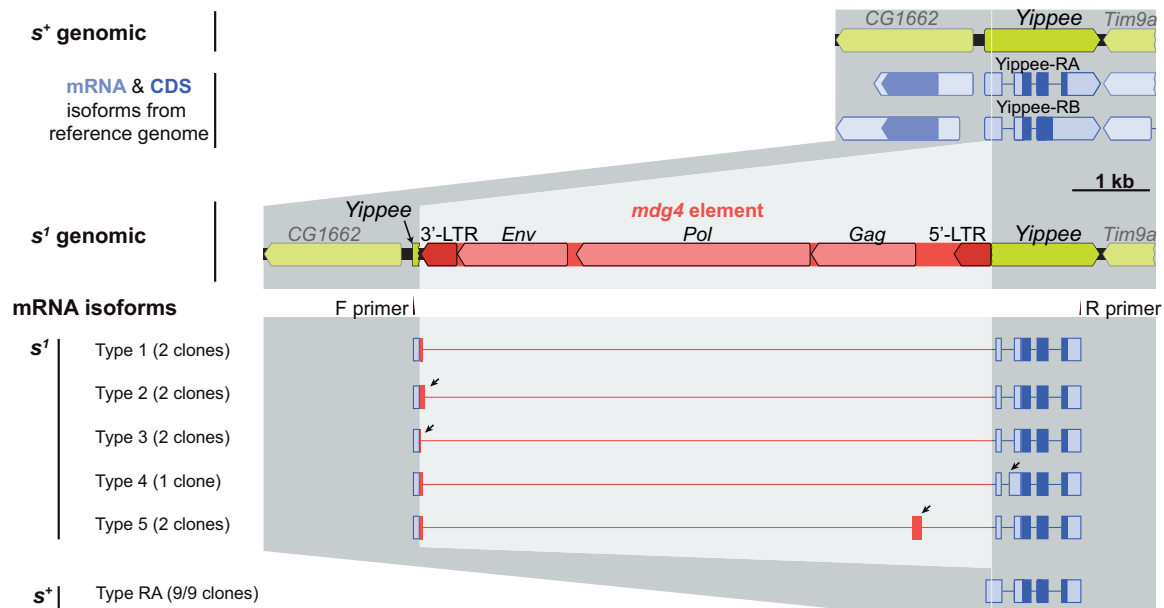 s+ genomic
CG1662 Yippee Tim9a
mRNA & CDS
isoforms from
reference genome
Yippee-RA
Yippee-RB
1 kb
s1 genomic
Yippee
mdg4 element
CG1662 3'-LTR Env Pol Gag 5'-LTR Yippee Tim9a
mRNA isoforms
F primer R primer
s1
Type 1 (2 clones)
Type 2 (2 clones)
Type 3 (2 clones)
Type 4 (1 clone)
Type 5 (2 clones)
s+ Type RA (9/9 clones)